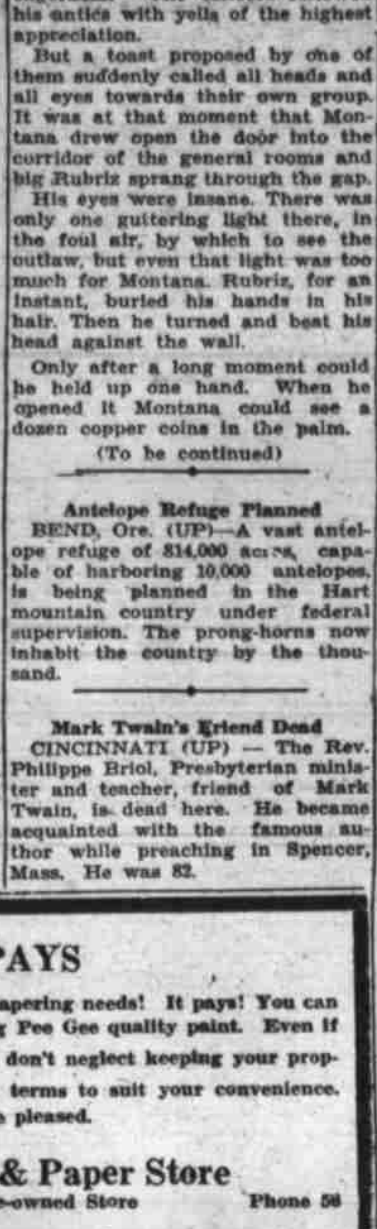 his antics with yells of the highest
appreciation.
But a toast proposed by one of
them suddenly called all heads and
all eyes towards their own group.
It was at that moment that Mon-
tana drew open the door into the
corridor of the general rooms and
big Rubriz sprang through the gap.
His eyes were insane. There was
only one guttering light there, in
the foul air, by which to see the
outlaw, but even that light was too
much for Montana. Rubriz, for an
instant, buried his hands in his
hair. Then he turned and beat his
head against the wall.
Only after a long moment could
he held up one hand. When he
opened it Montana could see a
dozen copper coins in the palm.
(To be continued)
Antelope Refuge Planned
BEND, Ore. (UP)—A vast antel-
ope refuge of 814,000 acres, capa-
ble of harboring 10,000 antelopes,
is being planned in the Hart
mountain country under federal
supervision. The prong-horns now
inhabit the country by the thou-
sand.
Mark Twain's Friend Dead
CINCINNATI (UP) — The Rev.
Philippe Briol, Presbyterian minis-
ter and teacher, friend of Mark
Twain, is dead here. He became
acquainted with the famous au-
thor while preaching in Spencer,
Mass. He was 82.
PAYS
apering needs! It pays! You can
Pee Gee quality paint. Even if
don't neglect keeping your prop-
terms to suit your convenience.
pleased.
& Paper Store
-owned Store Phone 56